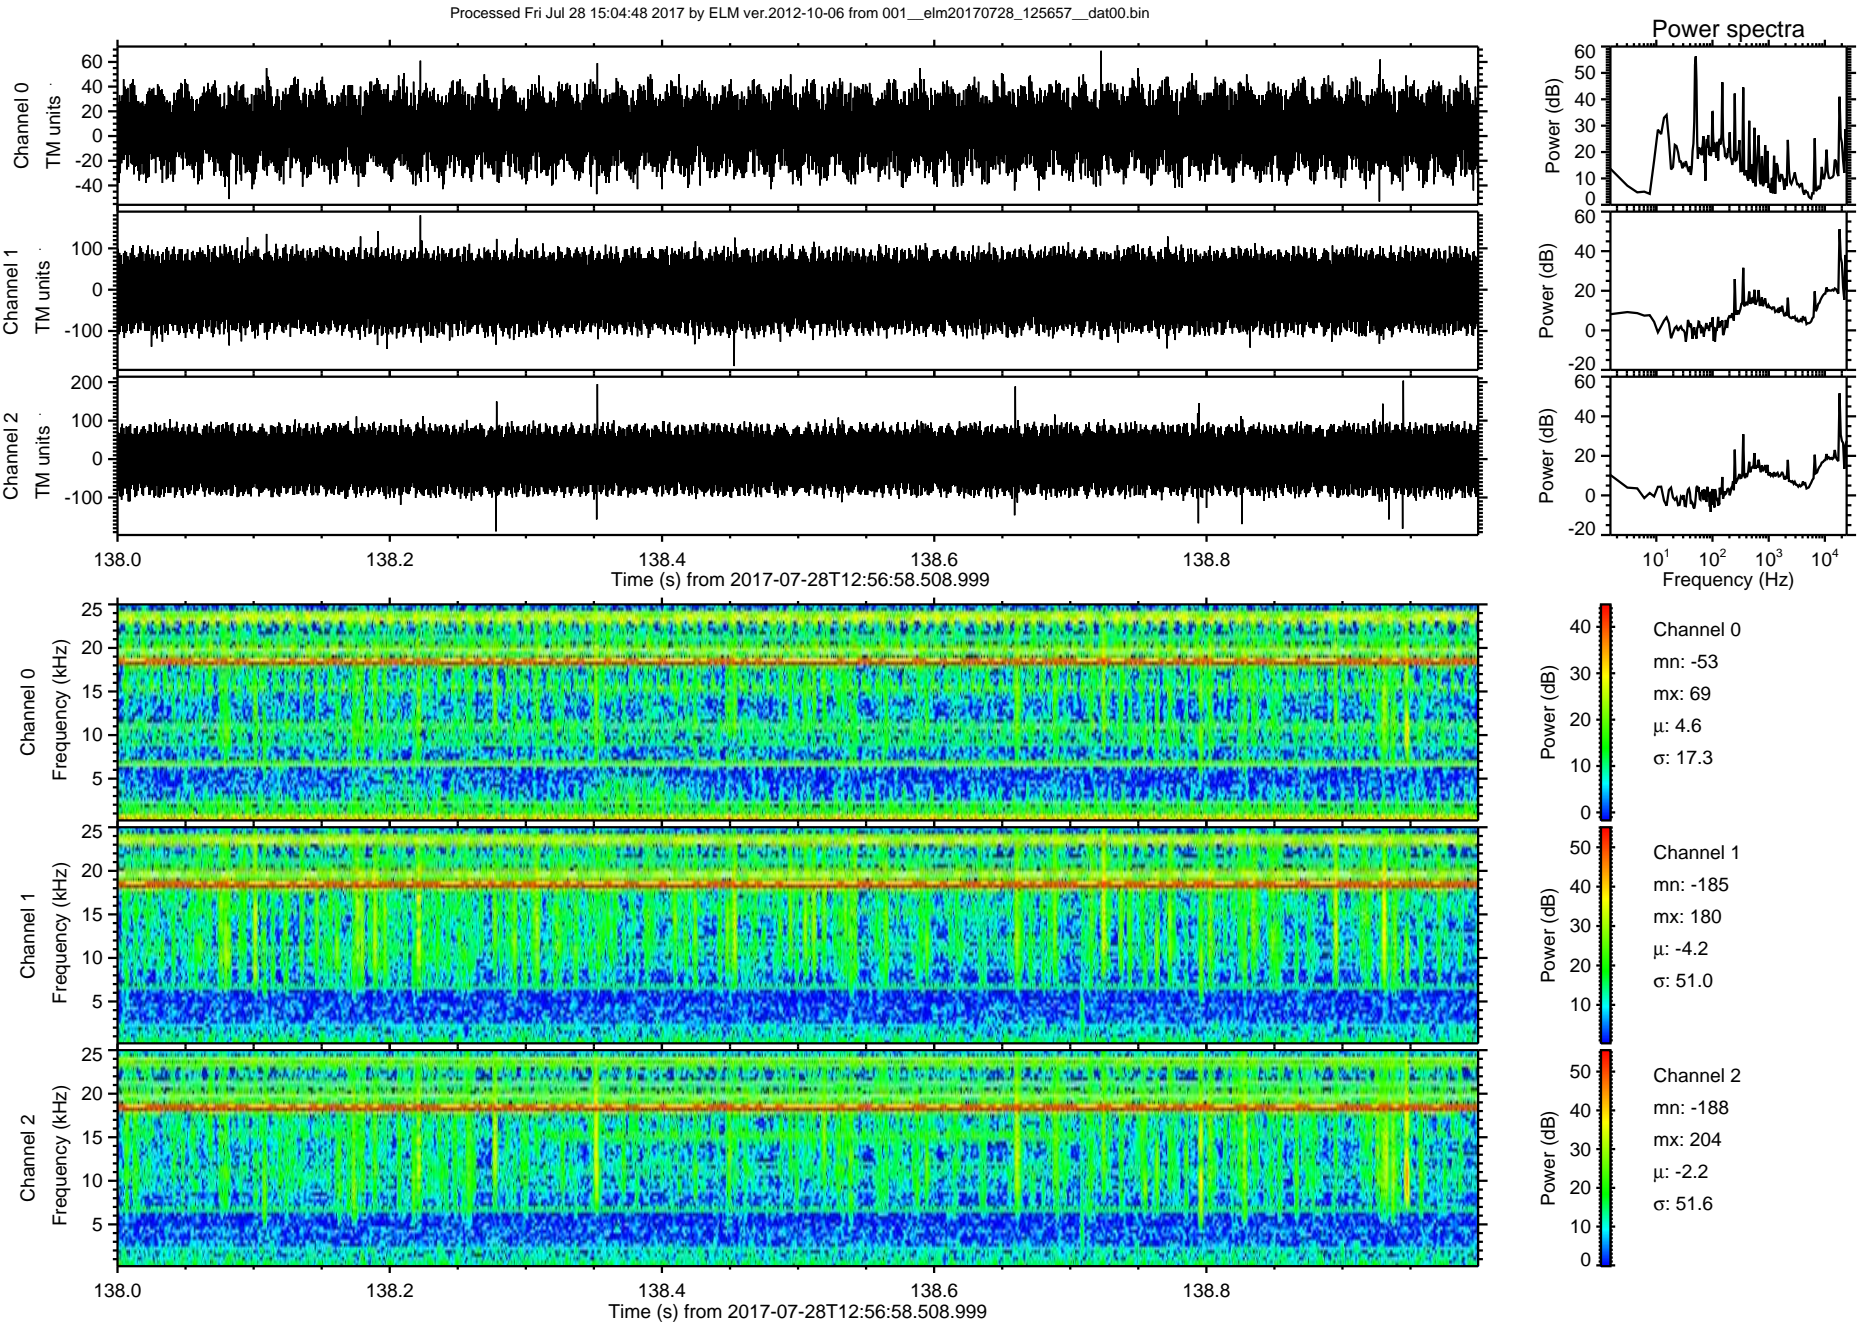 Processed Fri Jul 28 15:04:48 2017 by ELM ver.2012-10-06 from 001__elm20170728_125657__dat00.bin
Power spectra
Channel 0
TM units
60
40
20
0
-20
-40
Power (dB)
60
50
40
30
20
10
0
Channel 1
TM units
100
0
-100
Power (dB)
60
40
20
0
-20
Channel 2
TM units
200
100
0
-100
Power (dB)
60
40
20
0
-20
138.0 138.2 138.4 138.6 138.8
Time (s) from 2017-07-28T12:56:58.508.999
10^1 10^2 10^3 10^4
Frequency (Hz)
Channel 0
Frequency (kHz)
25
20
15
10
5
Power (dB)
40
30
20
10
0
Channel 0
mn: -53
mx: 69
μ: 4.6
σ: 17.3
Channel 1
Frequency (kHz)
25
20
15
10
5
Power (dB)
50
40
30
20
10
Channel 1
mn: -185
mx: 180
μ: -4.2
σ: 51.0
Channel 2
Frequency (kHz)
25
20
15
10
5
Power (dB)
50
40
30
20
10
0
Channel 2
mn: -188
mx: 204
μ: -2.2
σ: 51.6
138.0 138.2 138.4 138.6 138.8
Time (s) from 2017-07-28T12:56:58.508.999